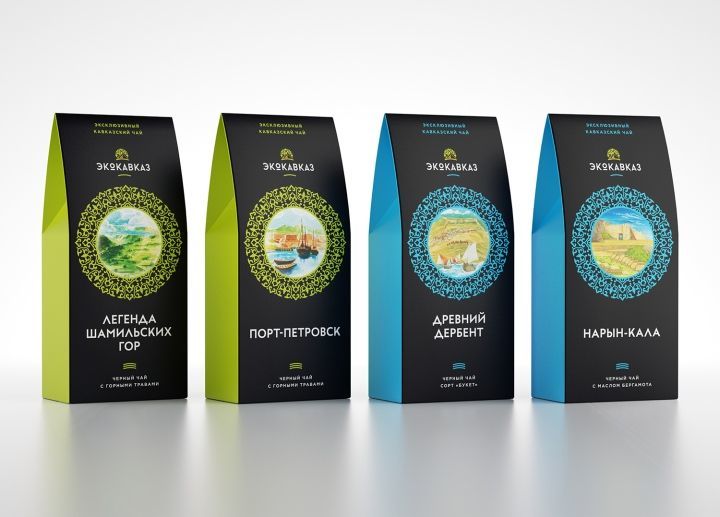 ЭКСКЛЮЗИВНЫЙ
КАВКАЗСКИЙ ЧАЙ
ЭКОКАВКАЗ
ЛЕГЕНДА
ШАМИЛЬСКИХ
ГОР
ЧЕРНЫЙ ЧАЙ
С ГОРНЫМИ ТРАВАМИ
ЭКСКЛЮЗИВНЫЙ
КАВКАЗСКИЙ ЧАЙ
ЭКОКАВКАЗ
ПОРТ-ПЕТРОВСК
ЧЕРНЫЙ ЧАЙ
С ГОРНЫМИ ТРАВАМИ
ЭКСКЛЮЗИВНЫЙ
КАВКАЗСКИЙ ЧАЙ
ЭКОКАВКАЗ
ДРЕВНИЙ
ДЕРБЕНТ
ЧЕРНЫЙ ЧАЙ
СОРТ «БУКЕТ»
ЭКСКЛЮЗИВНЫЙ
КАВКАЗСКИЙ ЧАЙ
ЭКОКАВКАЗ
НАРЫН-КАЛА
ЧЕРНЫЙ ЧАЙ
С МАСЛОМ БЕРГАМОТА